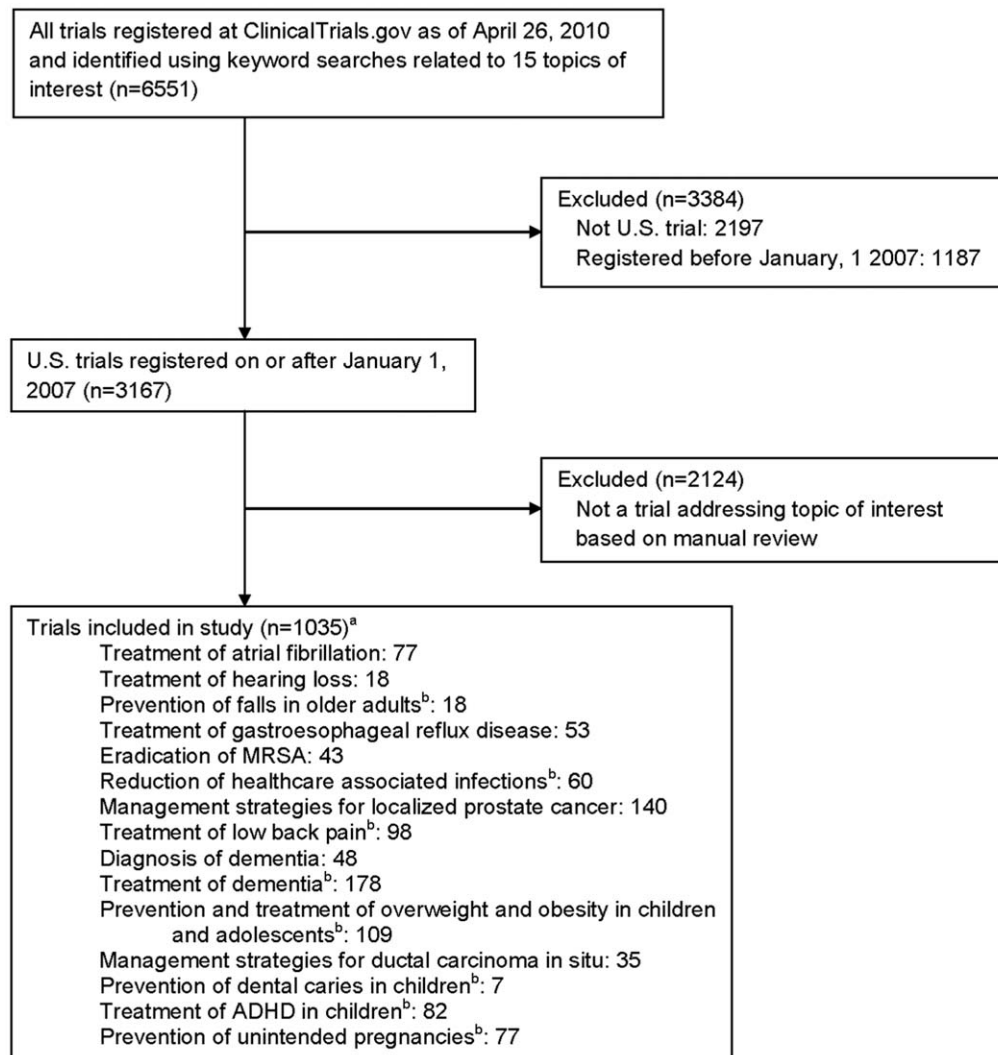 All trials registered at ClinicalTrials.gov as of April 26, 2010
and identified using keyword searches related to 15 topics of
interest (n=6551)
Excluded (n=3384)
Not U.S. trial: 2197
Registered before January, 1 2007: 1187
U.S. trials registered on or after January 1,
2007 (n=3167)
Excluded (n=2124)
Not a trial addressing topic of interest
based on manual review
Trials included in study (n=1035)ᵃ
Treatment of atrial fibrillation: 77
Treatment of hearing loss: 18
Prevention of falls in older adultsᵇ: 18
Treatment of gastroesophageal reflux disease: 53
Eradication of MRSA: 43
Reduction of healthcare associated infectionsᵇ: 60
Management strategies for localized prostate cancer: 140
Treatment of low back painᵇ: 98
Diagnosis of dementia: 48
Treatment of dementiaᵇ: 178
Prevention and treatment of overweight and obesity in children
and adolescentsᵇ: 109
Management strategies for ductal carcinoma in situ: 35
Prevention of dental caries in childrenᵇ: 7
Treatment of ADHD in childrenᵇ: 82
Prevention of unintended pregnanciesᵇ: 77